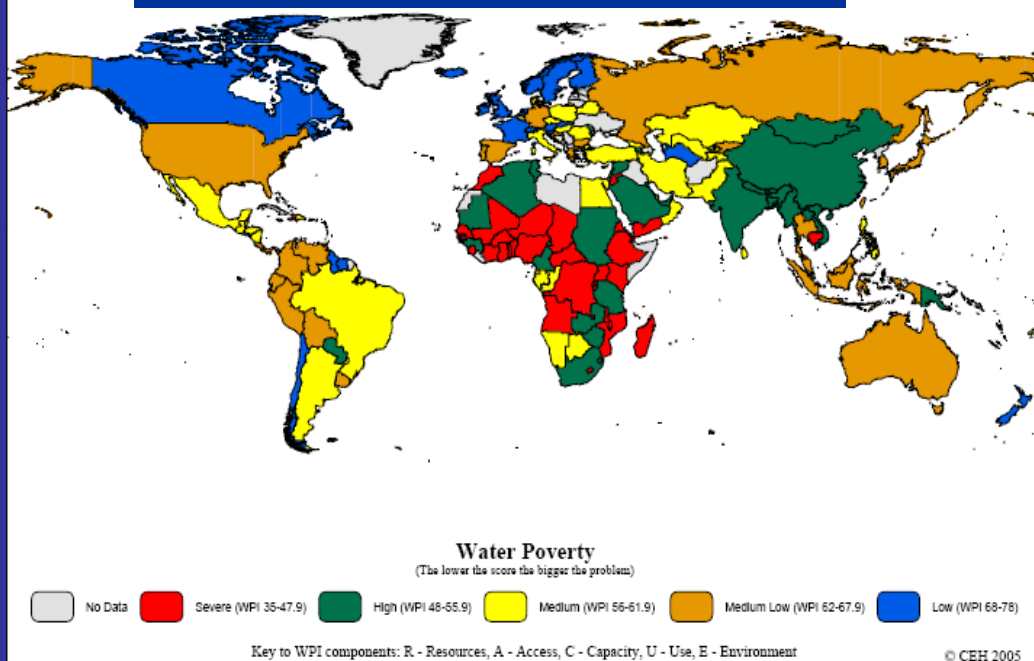 Water Poverty
(The lower the score the bigger the problem)
No Data Severe (WPI 35-47.9) High (WPI 48-55.9) Medium (WPI 56-61.9) Medium Low (WPI 62-67.9) Low (WPI 68-78)
Key to WPI components: R - Resources, A - Access, C - Capacity, U - Use, E - Environment
© CEH 2005